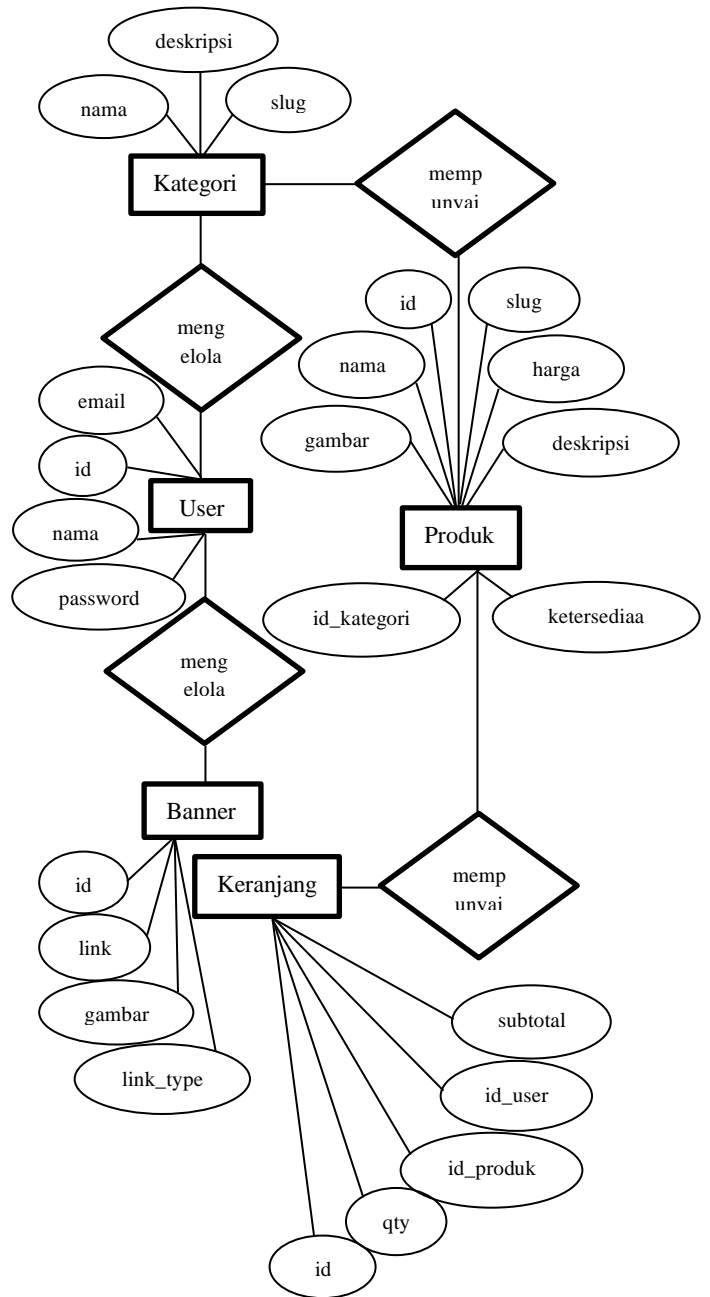 deskripsi
nama
slug
Kategori
memp
unyai
meng
elola
id
slug
nama
harga
gambar
deskripsi
email
id
User
nama
password
Produk
id_kategori
ketersediaa
meng
elola
Banner
id
link
gambar
link_type
Keranjang
memp
unyai
subtotal
id_user
id_produk
qty
id